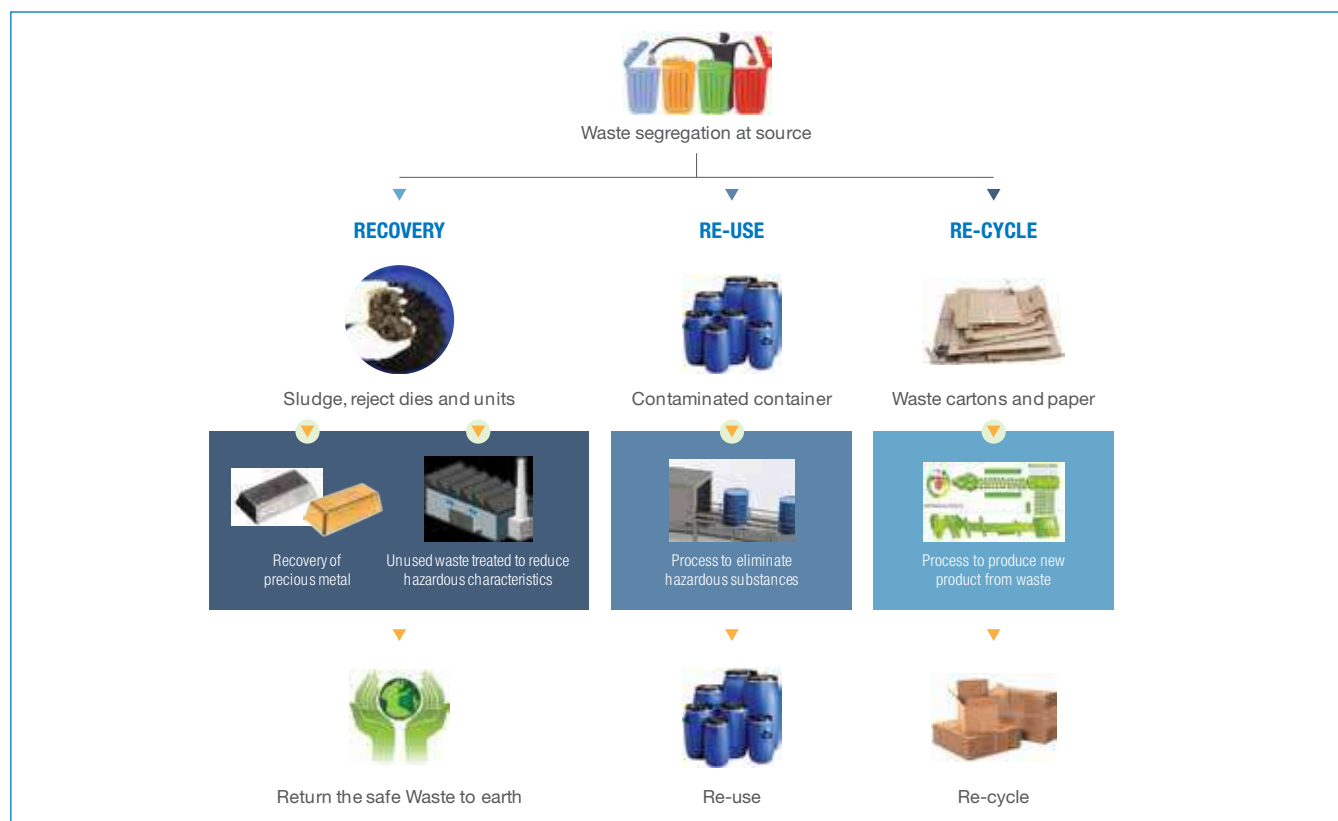 Waste segregation at source
RECOVERY
RE-USE
RE-CYCLE
Sludge, reject dies and units
Contaminated container
Waste cartons and paper
Recovery of
precious metal
Unused waste treated to reduce
hazardous characteristics
Process to eliminate
hazardous substances
Process to produce new
product from waste
Return the safe Waste to earth
Re-use
Re-cycle